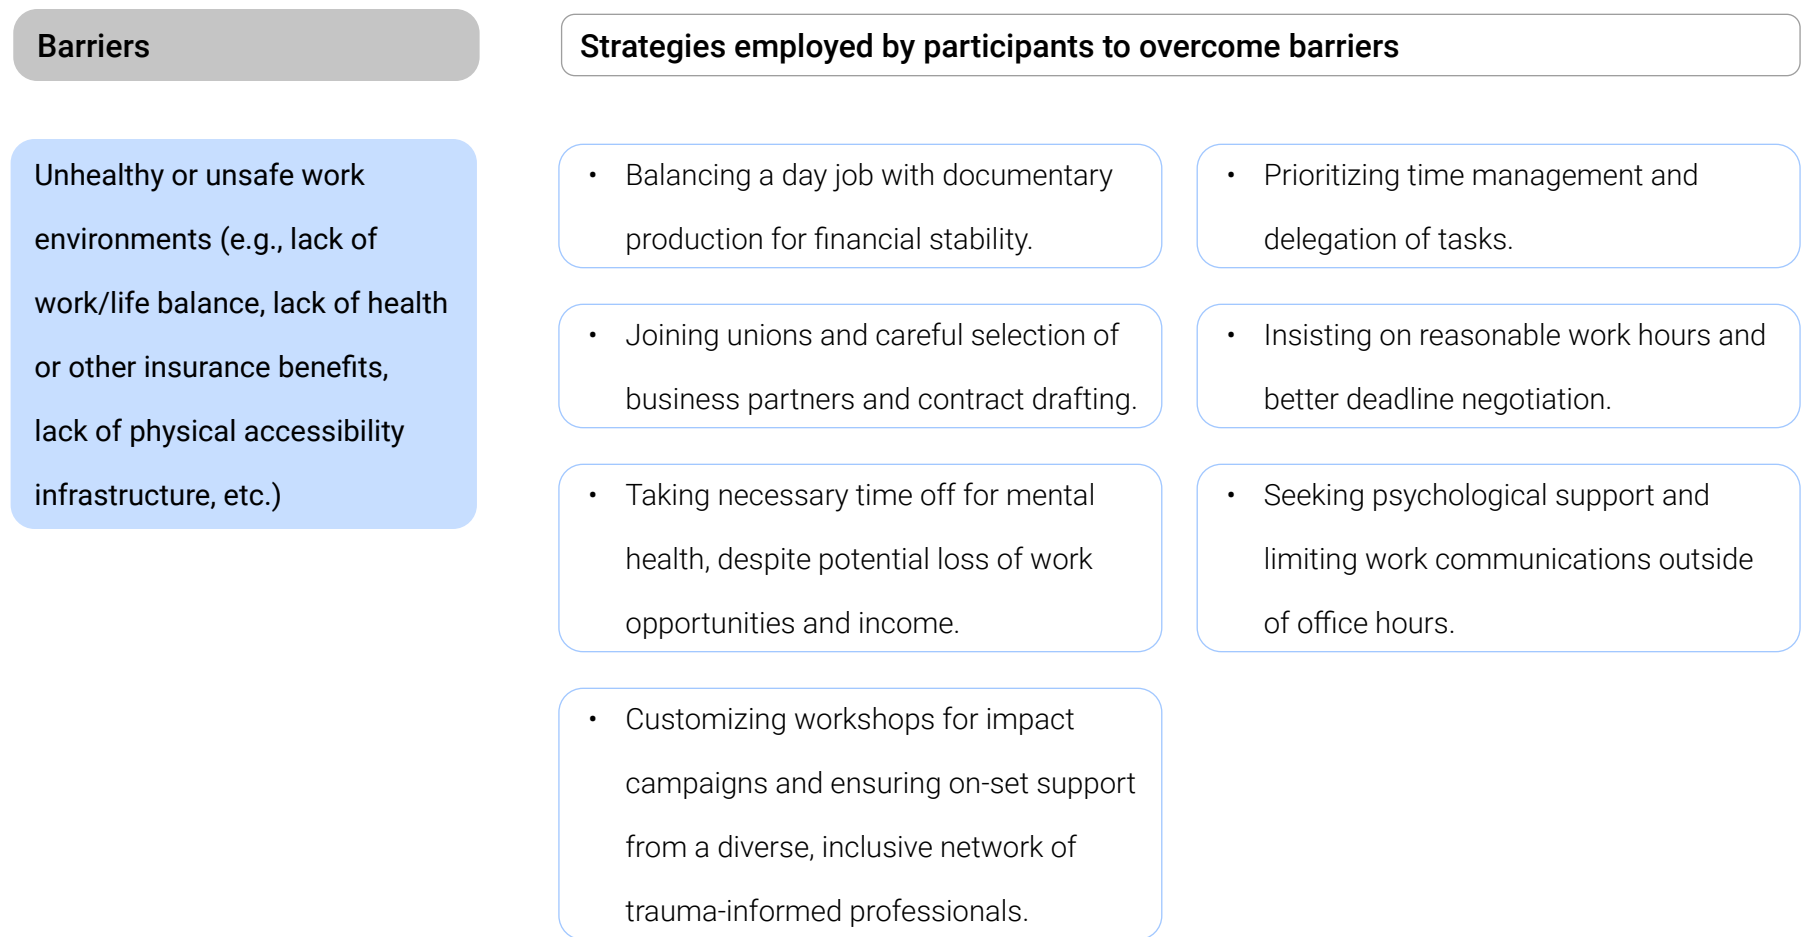 Barriers
Strategies employed by participants to overcome barriers
Unhealthy or unsafe work
environments (e.g., lack of
work/life balance, lack of health
or other insurance benefits,
lack of physical accessibility
infrastructure, etc.)
• Balancing a day job with documentary
production for financial stability.
• Prioritizing time management and
delegation of tasks.
• Joining unions and careful selection of
business partners and contract drafting.
• Insisting on reasonable work hours and
better deadline negotiation.
• Taking necessary time off for mental
health, despite potential loss of work
opportunities and income.
• Seeking psychological support and
limiting work communications outside
of office hours.
• Customizing workshops for impact
campaigns and ensuring on-set support
from a diverse, inclusive network of
trauma-informed professionals.